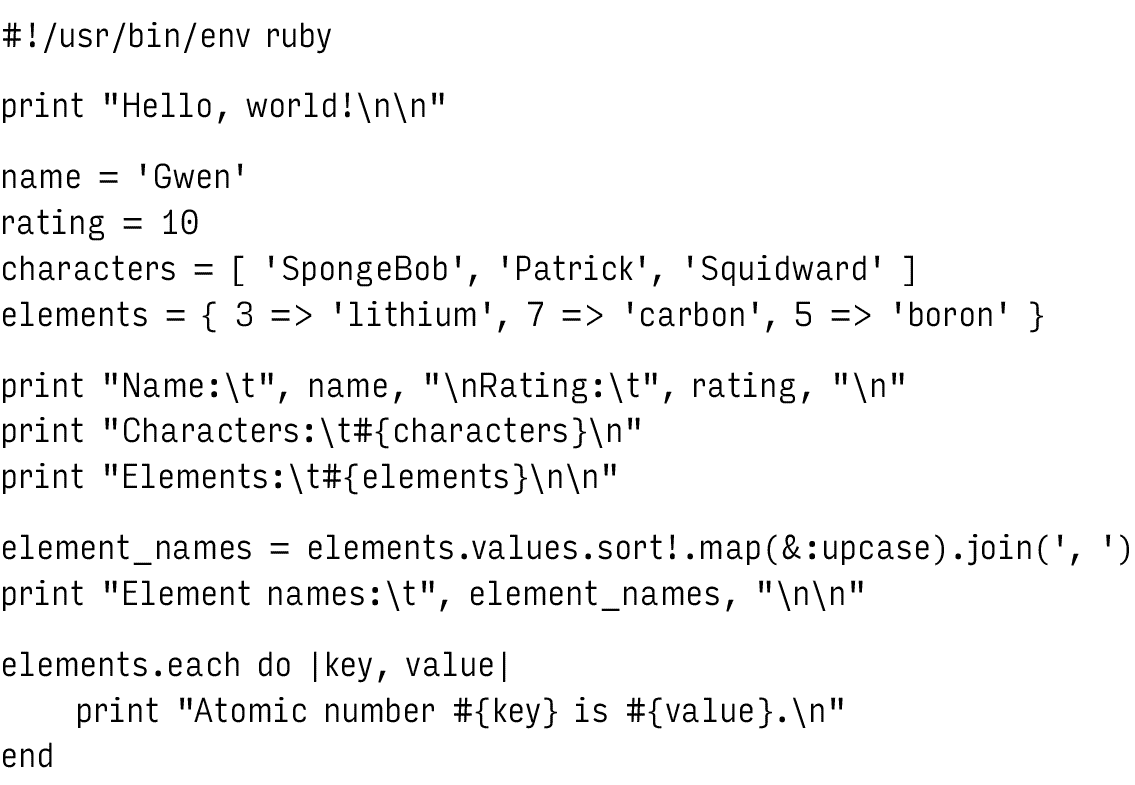 #!/usr/bin/env ruby
print "Hello, world!\n\n"
name = 'Gwen'
rating = 10
characters = [ 'SpongeBob', 'Patrick', 'Squidward' ]
elements = { 3 => 'lithium', 7 => 'carbon', 5 => 'boron' }
print "Name:\t", name, "\nRating:\t", rating, "\n"
print "Characters:\t#{characters}\n"
print "Elements:\t#{elements}\n\n"
element_names = elements.values.sort!.map(&:upcase).join(', ')
print "Element names:\t", element_names, "\n\n"
elements.each do |key, value|
    print "Atomic number #{key} is #{value}.\n"
end